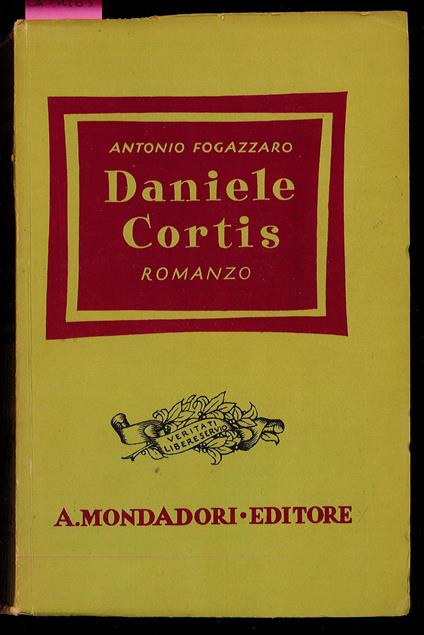 ANTONIO FOGAZZARO
Daniele
Cortis
ROMANZO
VERITATI
LIBERE SERVIO
A. MONDADORI • EDITORE